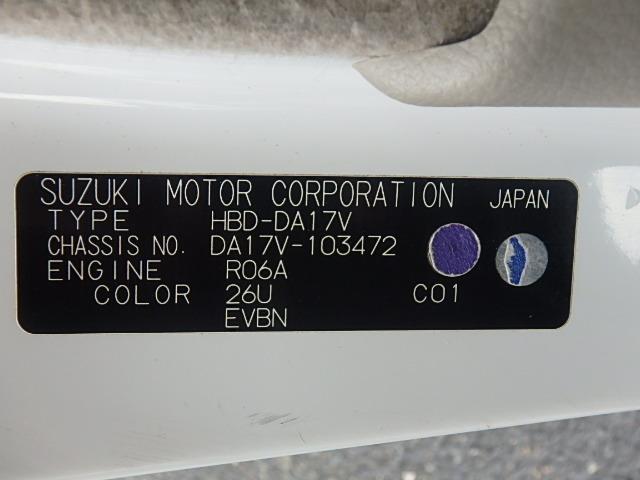 SUZUKI MOTOR CORPORATION JAPAN
TYPE HBD-DA17V
CHASSIS NO. DA17V-103472
ENGINE R06A
COLOR 26U C01
EVBN